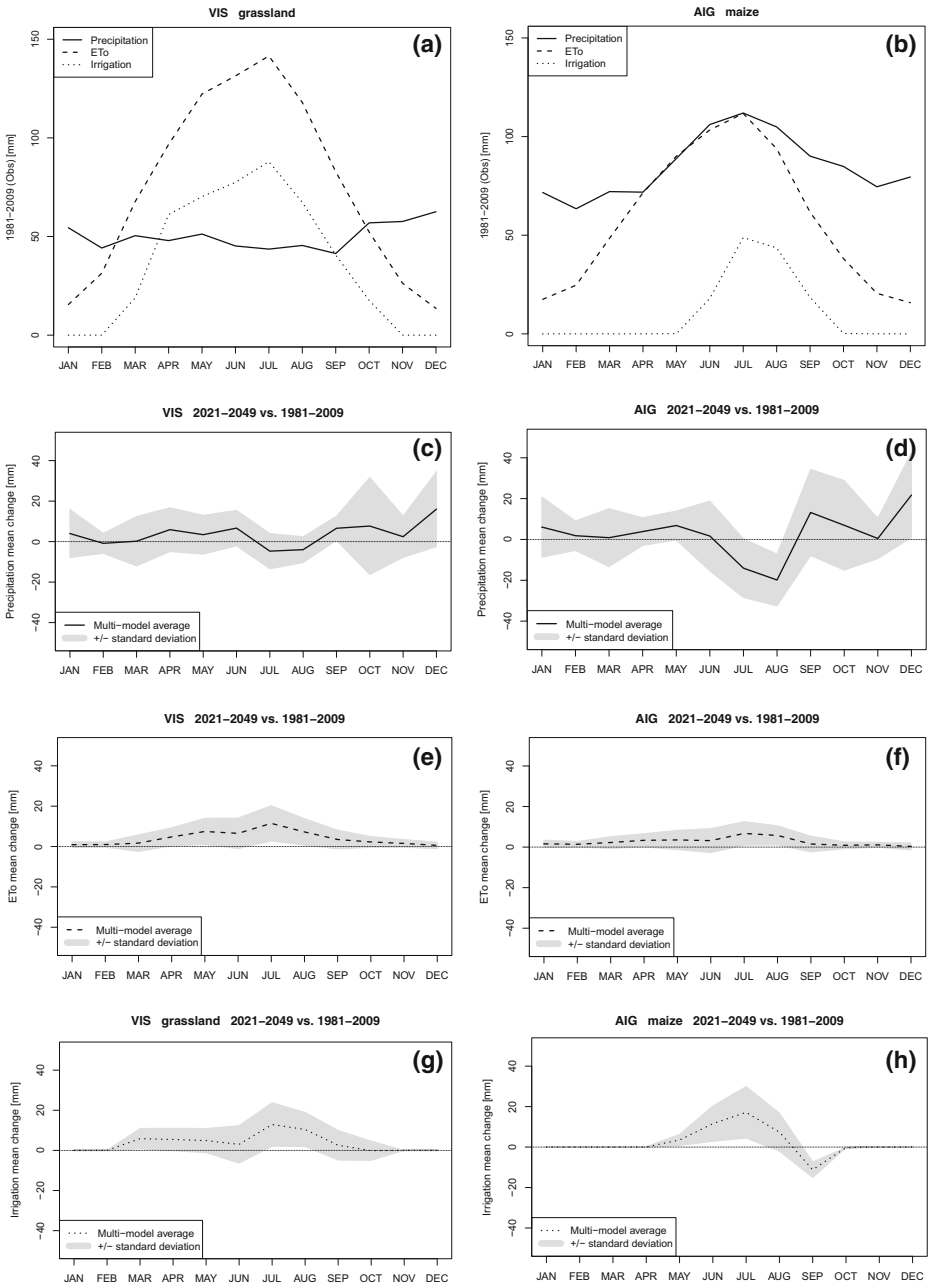 VIS grassland
(a)
Precipitation
ETo
Irrigation
1981−2009 (Obs) [mm]
150
100
50
0
JAN FEB MAR APR MAY JUN JUL AUG SEP OCT NOV DEC
AIG maize
(b)
Precipitation
ETo
Irrigation
1981−2009 (Obs) [mm]
150
100
50
0
JAN FEB MAR APR MAY JUN JUL AUG SEP OCT NOV DEC
VIS 2021−2049 vs. 1981−2009
(c)
Precipitation mean change [mm]
40
20
0
−20
−40
Multi−model average
+/− standard deviation
JAN FEB MAR APR MAY JUN JUL AUG SEP OCT NOV DEC
AIG 2021−2049 vs. 1981−2009
(d)
Precipitation mean change [mm]
40
20
0
−20
−40
Multi−model average
+/− standard deviation
JAN FEB MAR APR MAY JUN JUL AUG SEP OCT NOV DEC
VIS 2021−2049 vs. 1981−2009
(e)
ETo mean change [mm]
40
20
0
−20
−40
Multi−model average
+/− standard deviation
JAN FEB MAR APR MAY JUN JUL AUG SEP OCT NOV DEC
AIG 2021−2049 vs. 1981−2009
(f)
ETo mean change [mm]
40
20
0
−20
−40
Multi−model average
+/− standard deviation
JAN FEB MAR APR MAY JUN JUL AUG SEP OCT NOV DEC
VIS grassland 2021−2049 vs. 1981−2009
(g)
Irrigation mean change [mm]
40
20
0
−20
−40
Multi−model average
+/− standard deviation
JAN FEB MAR APR MAY JUN JUL AUG SEP OCT NOV DEC
AIG maize 2021−2049 vs. 1981−2009
(h)
Irrigation mean change [mm]
40
20
0
−20
−40
Multi−model average
+/− standard deviation
JAN FEB MAR APR MAY JUN JUL AUG SEP OCT NOV DEC